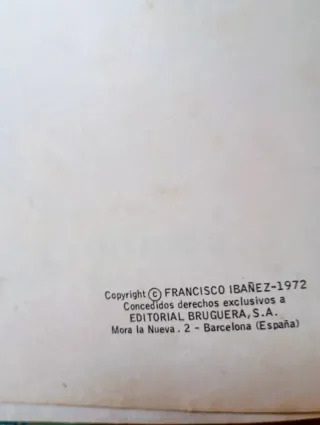 Copyright © FRANCISCO IBAÑEZ-1972
Concedidos derechos exclusivos a
EDITORIAL BRUGUERA, S.A.
Mora la Nueva. 2 - Barcelona (España)